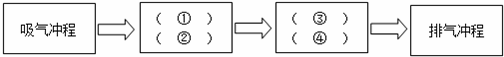 吸气冲程
（ ① ）
（ ② ）
（ ③ ）
（ ④ ）
排气冲程